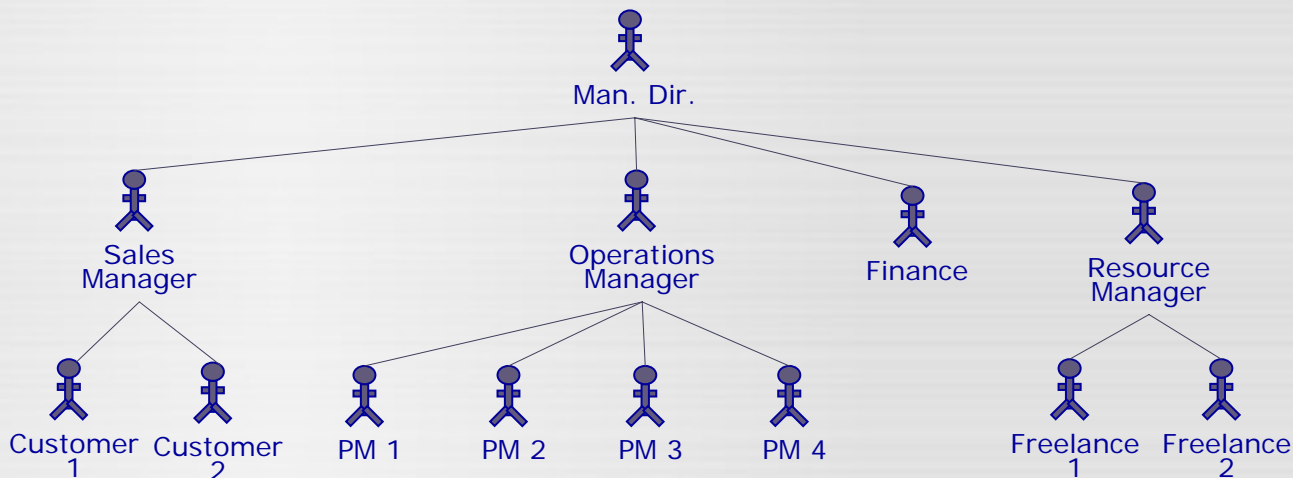 Man. Dir.
Sales
Manager
Operations
Manager
Finance
Resource
Manager
Customer
1
Customer
2
PM 1
PM 2
PM 3
PM 4
Freelance
1
Freelance
2